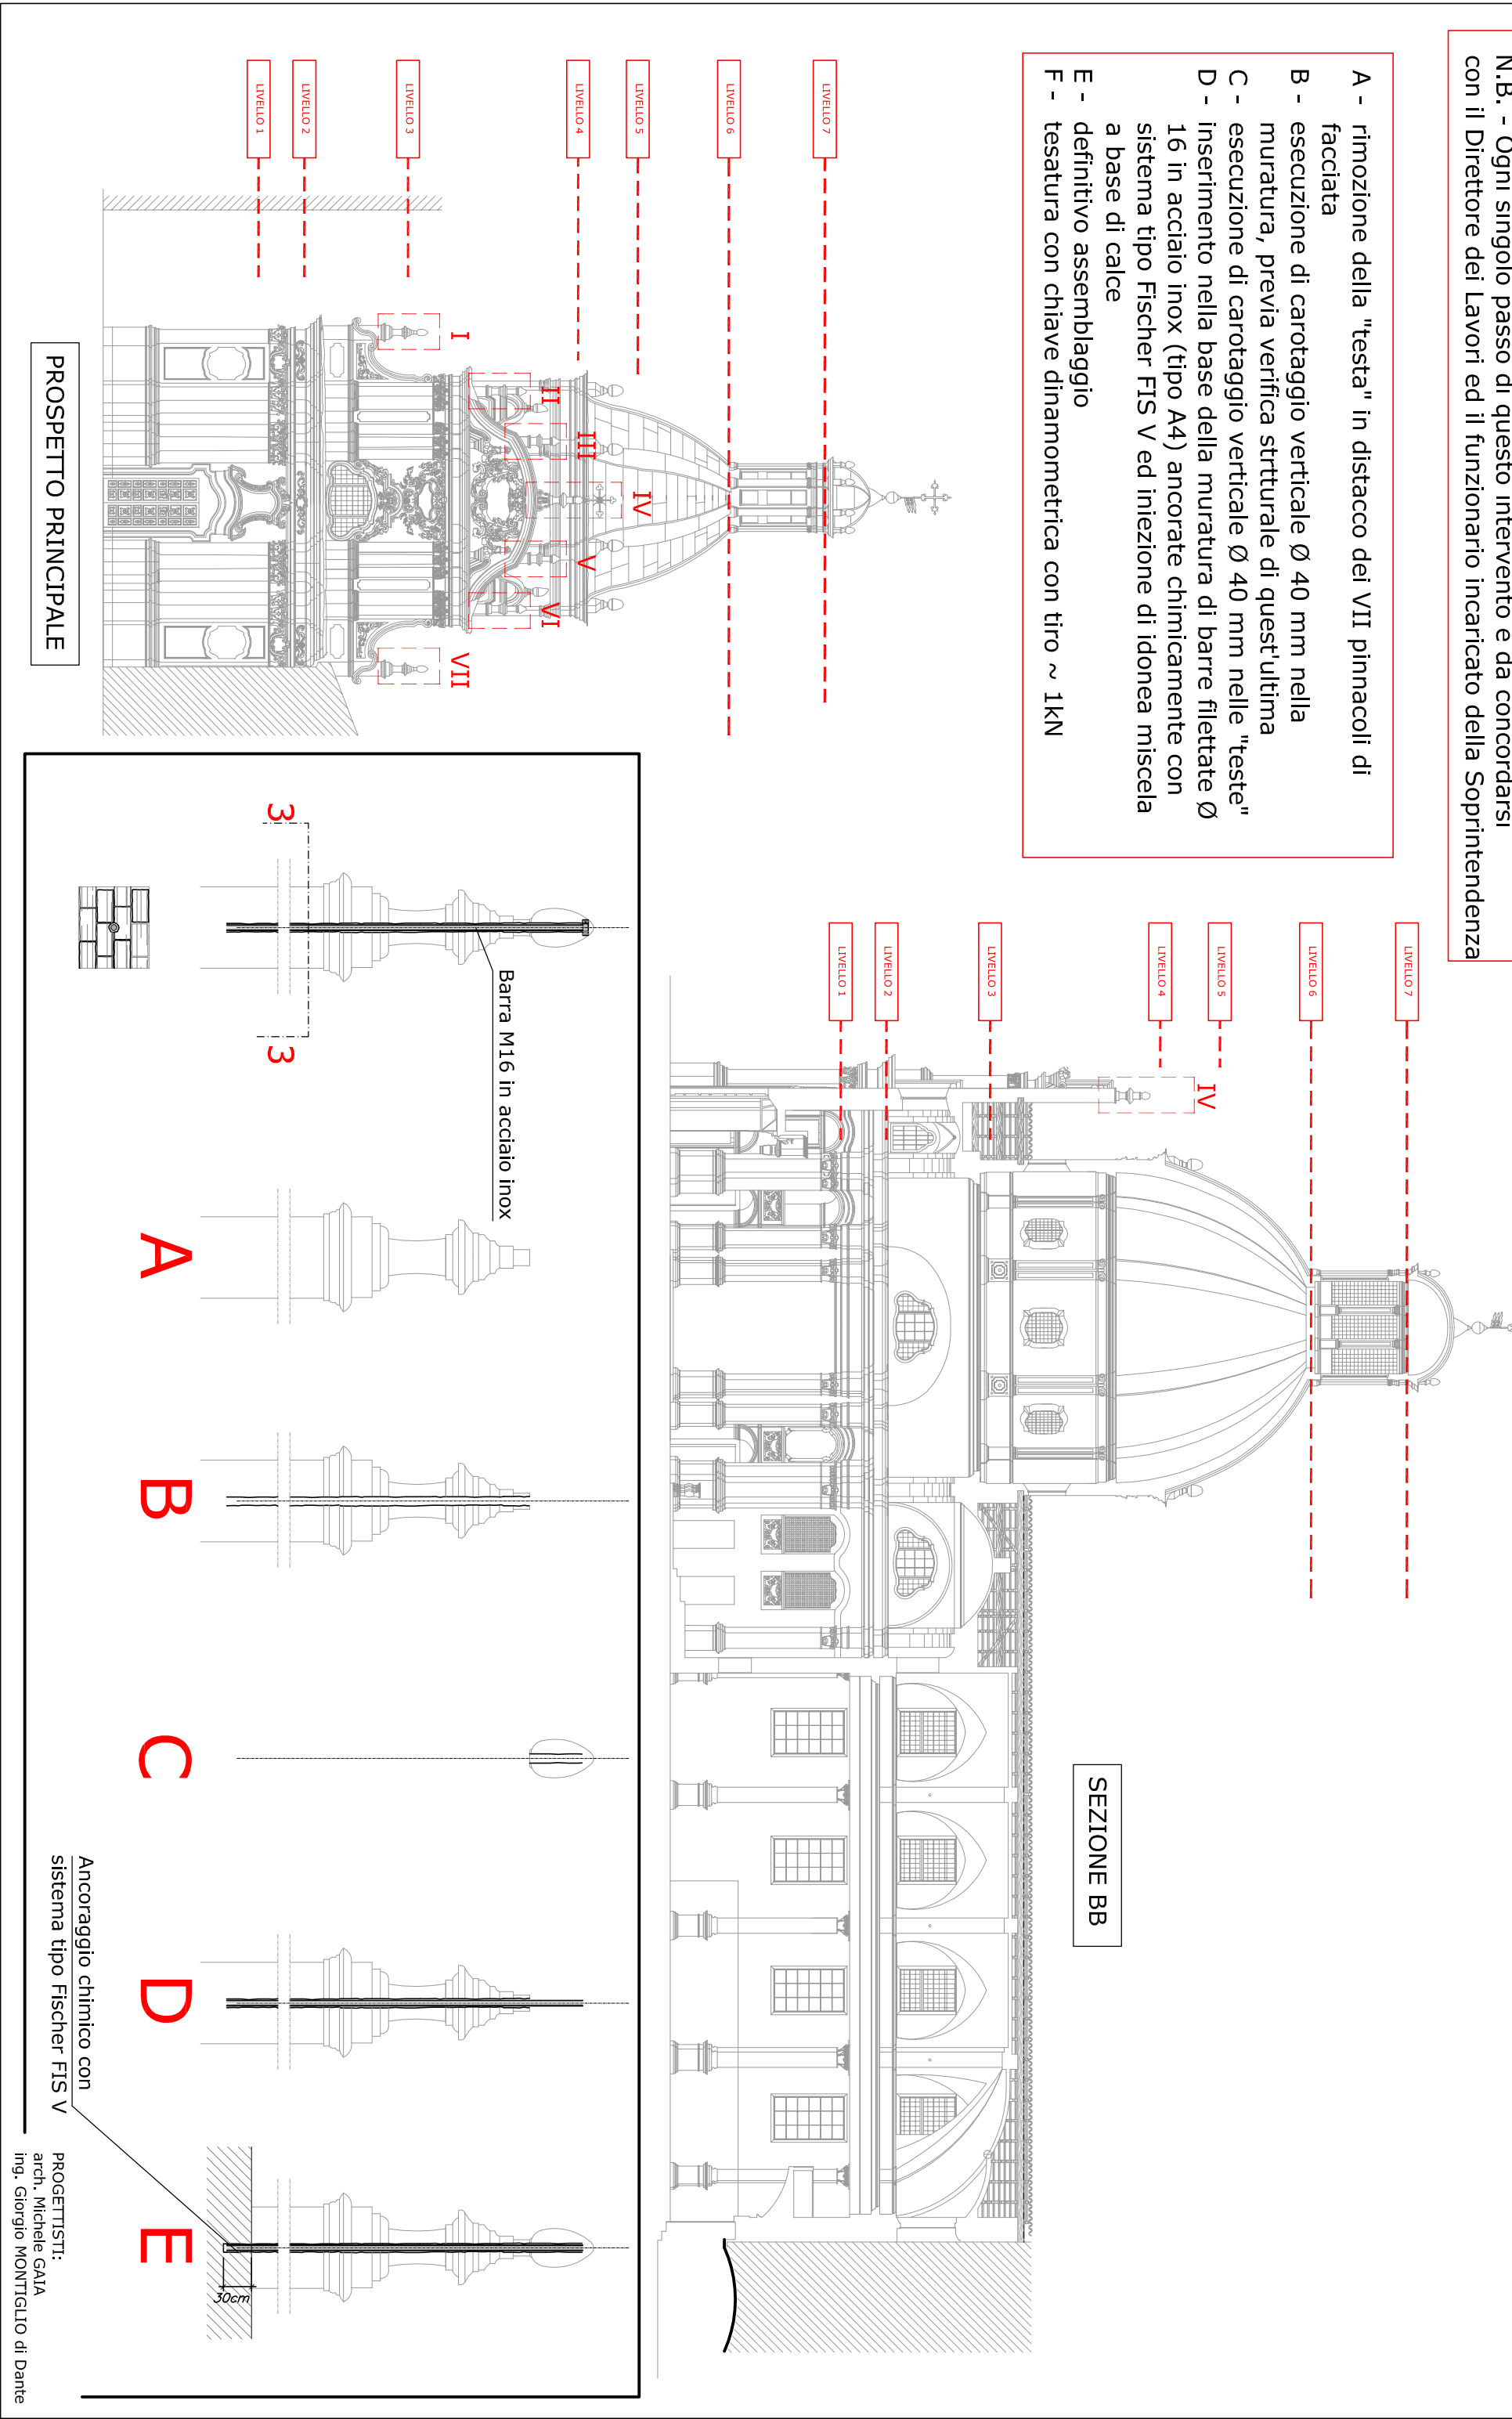 N.B. - Ogni singolo passo di questo intervento è da concordarsi
con il Direttore dei Lavori ed il funzionario incaricato della Soprintendenza
A - rimozione della "testa" in distacco dei VII pinnacoli di
facciata
B - esecuzione di carotaggio verticale Ø 40 mm nella
muratura, previa verifica strtturale di quest'ultima
C - esecuzione di carotaggio verticale Ø 40 mm nelle "teste"
D - inserimento nella base della muratura di barre filettate Ø
16 in acciaio inox (tipo A4) ancorate chimicamente con
sistema tipo Fischer FIS V ed iniezione di idonea miscela
a base di calce
E - definitivo assemblaggio
F - tesatura con chiave dinamometrica con tiro ~ 1kN
LIVELLO 7
LIVELLO 6
LIVELLO 5
LIVELLO 4
LIVELLO 3
LIVELLO 2
LIVELLO 1
I
II
III
IV
V
VI
VII
PROSPETTO PRINCIPALE
LIVELLO 7
LIVELLO 6
LIVELLO 5
LIVELLO 4
LIVELLO 3
LIVELLO 2
LIVELLO 1
IV
SEZIONE BB
3
3
Barra M16 in acciaio inox
A
B
C
D
E
Ancoraggio chimico con
sistema tipo Fischer FIS V
30cm
PROGETTISTI:
arch. Michele GAIA
ing. Giorgio MONTIGLIO di Dante